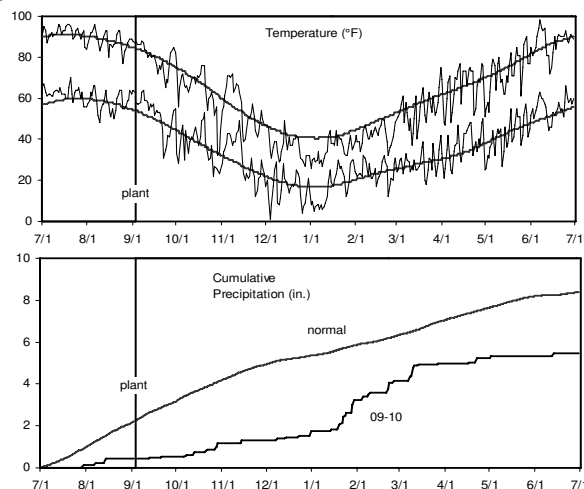 100
Temperature (°F)
80
60
40
20
plant
0
7/1 8/1 9/1 10/1 11/1 12/1 1/1 2/1 3/1 4/1 5/1 6/1 7/1
10
Cumulative
Precipitation (in.)
8
normal
6
4
plant
2
09-10
0
7/1 8/1 9/1 10/1 11/1 12/1 1/1 2/1 3/1 4/1 5/1 6/1 7/